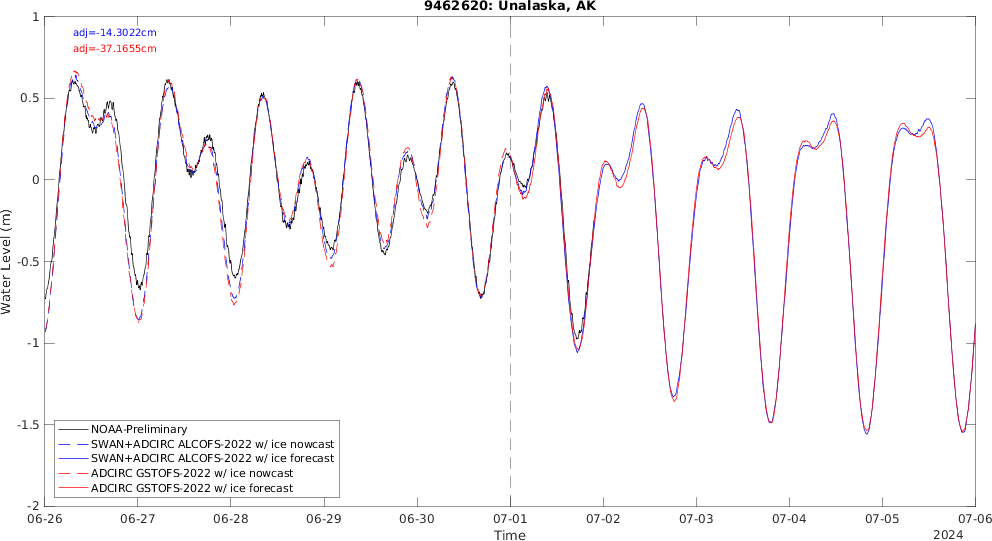 9462620: Unalaska, AK
adj=-14.3022cm
adj=-37.1655cm
1
0.5
0
-0.5
-1
-1.5
-2
Water Level (m)
NOAA-Preliminary
SWAN+ADCIRC ALCOFS-2022 w/ ice nowcast
SWAN+ADCIRC ALCOFS-2022 w/ ice forecast
ADCIRC GSTOFS-2022 w/ ice nowcast
ADCIRC GSTOFS-2022 w/ ice forecast
06-26 06-27 06-28 06-29 06-30 07-01 07-02 07-03 07-04 07-05 07-06
Time
2024